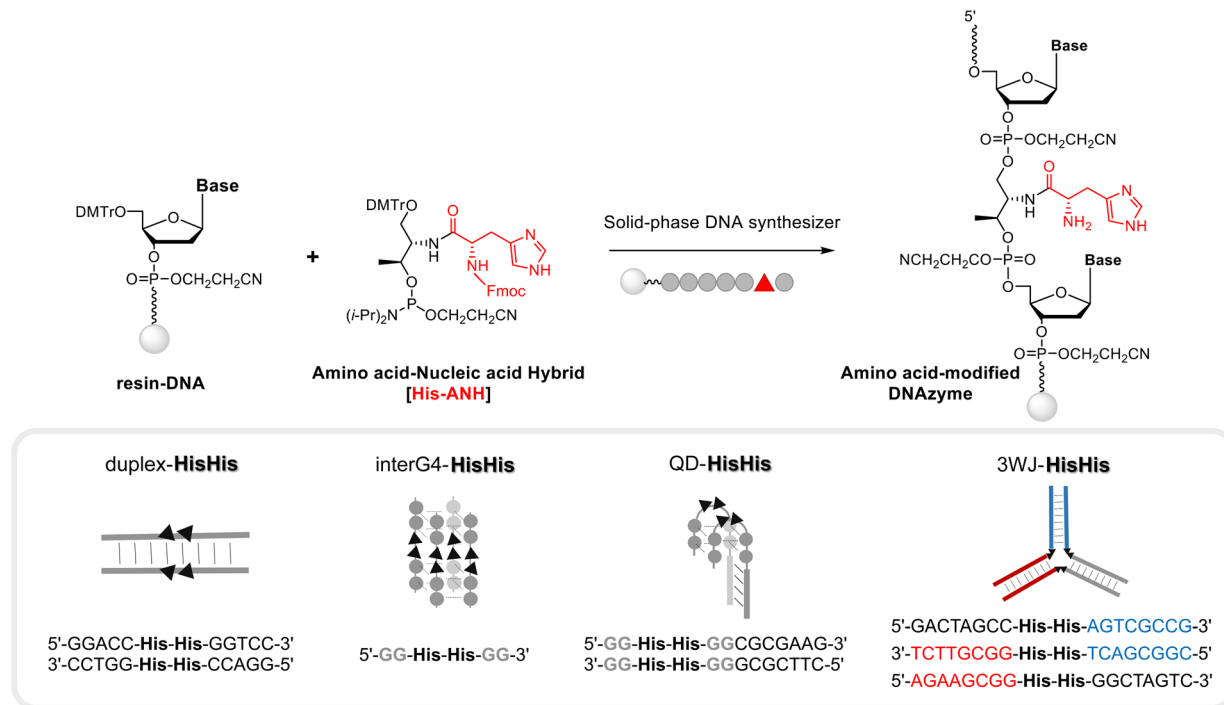 Base
DMTrO
O
O
O=P
OCH₂CH₂CN
resin-DNA
+
DMTrO
O
N
H
N
NH
NH
Fmoc
O
P
(i-Pr)₂N
OCH₂CH₂CN
Amino acid-Nucleic acid Hybrid
[His-ANH]
Solid-phase DNA synthesizer
5'
Base
O
O
O
O=P-OCH₂CH₂CN
O
O
N
H
NH₂
N
NH
O
NCH₂CH₂CO-P=O
O
Base
O
O
O=P-OCH₂CH₂CN
Amino acid-modified
DNAzyme
duplex-HisHis
5'-GGACC-His-His-GGTCC-3'
3'-CCTGG-His-His-CCAGG-5'
interG4-HisHis
5'-GG-His-His-GG-3'
QD-HisHis
5'-GG-His-His-GGCGCGAAG-3'
3'-GG-His-His-GGGCGCTTC-5'
3WJ-HisHis
5'-GACTAGCC-His-His-AGTCGCCG-3'
3'-TCTTGCGG-His-His-TCAGCGGC-5'
5'-AGAAGCGG-His-His-GGCTAGTC-3'